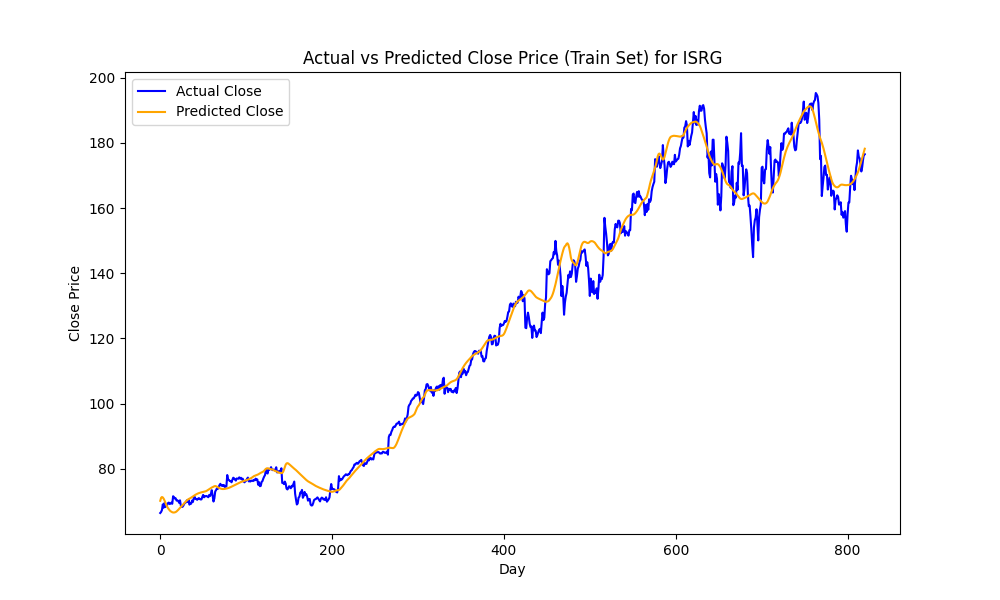 Actual vs Predicted Close Price (Train Set) for ISRG
Actual Close
Predicted Close
200
180
160
140
120
100
80
Close Price
0 200 400 600 800
Day